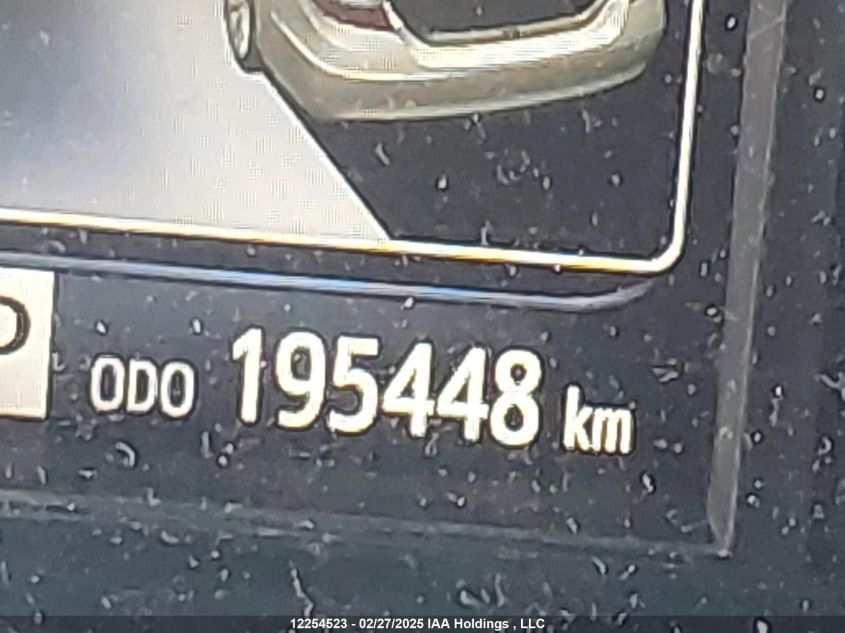 P
ODO 195448 km
12254523 - 02/27/2025 IAA Holdings , LLC